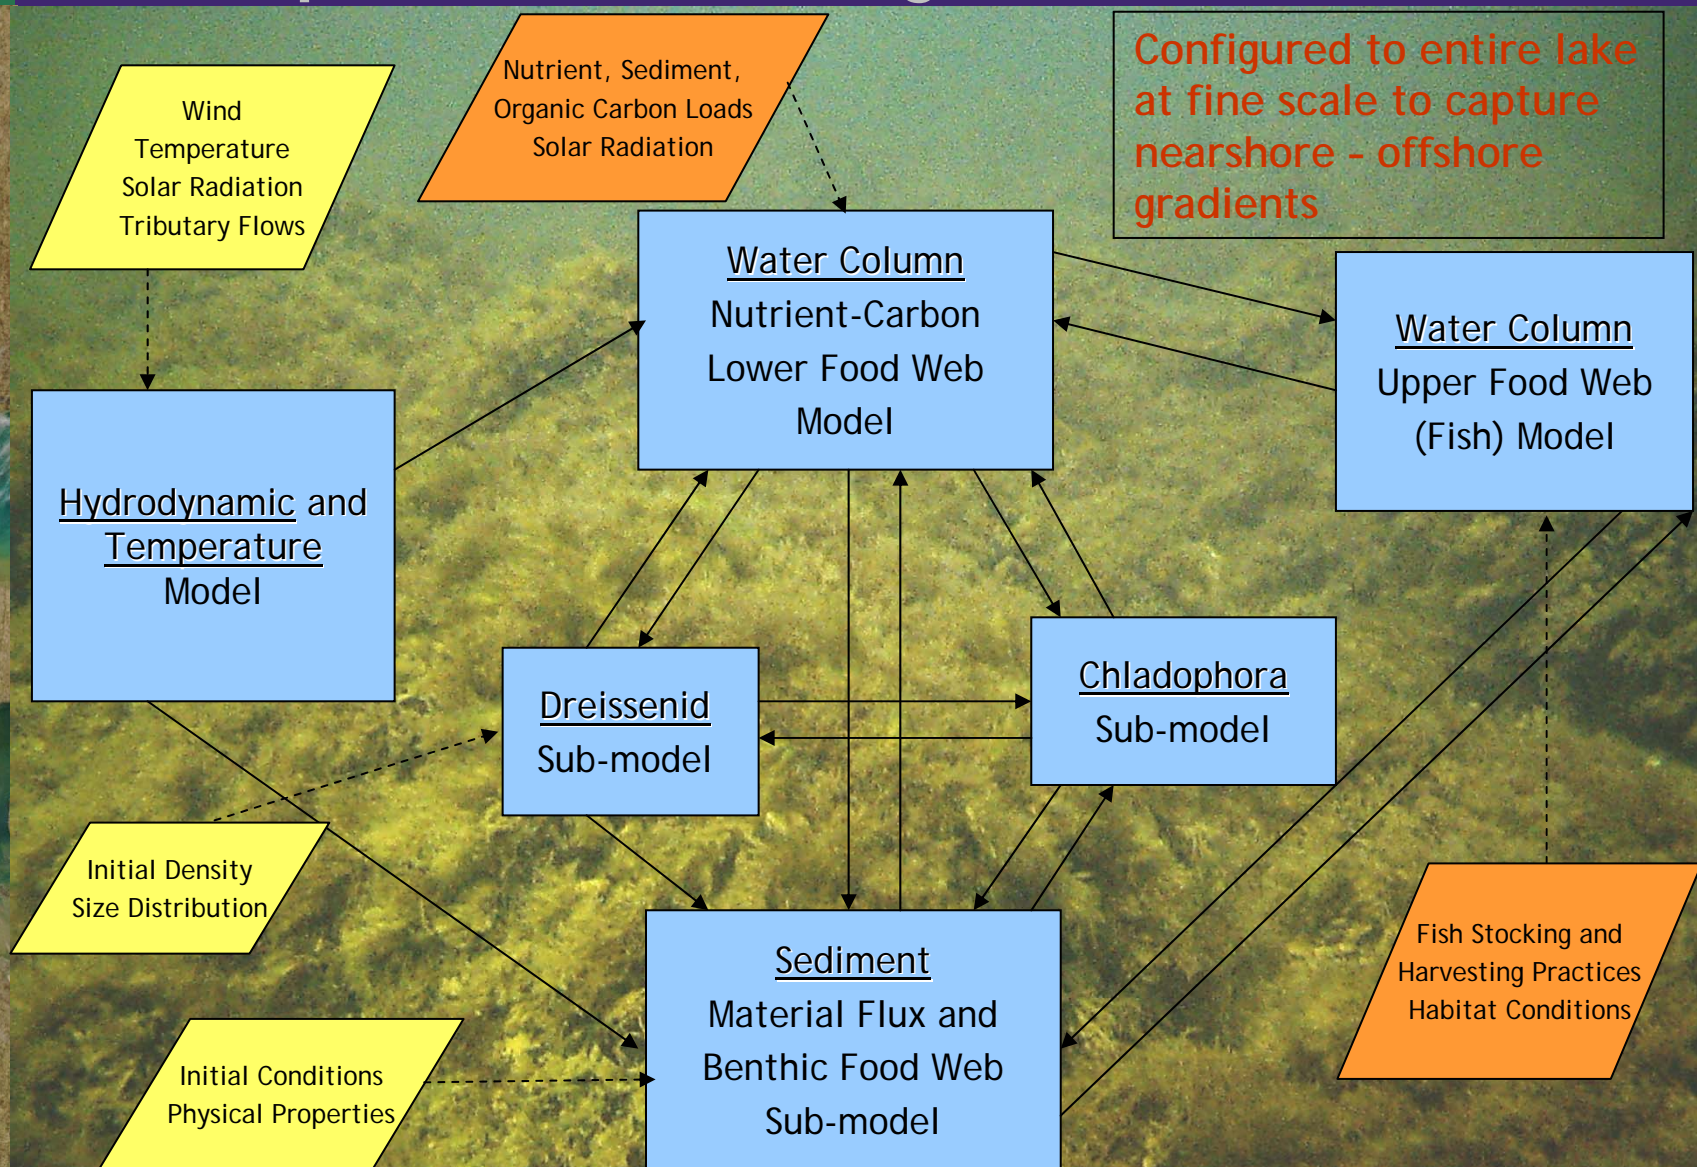 Configured to entire lake
at fine scale to capture
nearshore - offshore
gradients
Nutrient, Sediment,
Organic Carbon Loads
Solar Radiation
Wind
Temperature
Solar Radiation
Tributary Flows
Water Column
Nutrient-Carbon
Lower Food Web
Model
Water Column
Upper Food Web
(Fish) Model
Hydrodynamic and
Temperature
Model
Dreissenid
Sub-model
Chladophora
Sub-model
Initial Density
Size Distribution
Sediment
Material Flux and
Benthic Food Web
Sub-model
Fish Stocking and
Harvesting Practices
Habitat Conditions
Initial Conditions
Physical Properties